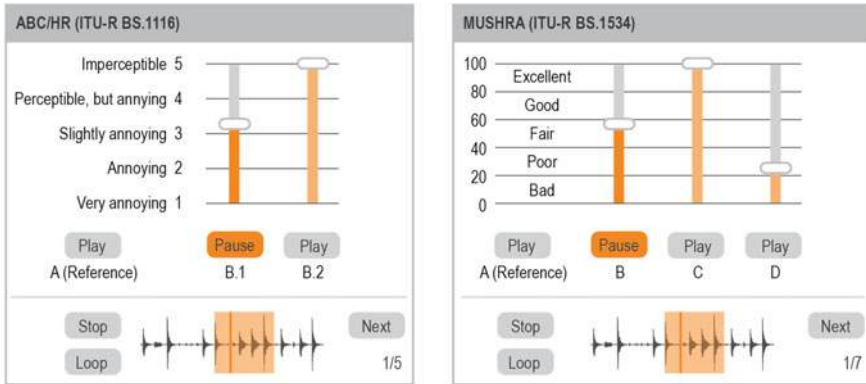 ABC/HR (ITU-R BS.1116)
Imperceptible 5
Perceptible, but annying 4
Slightly annoying 3
Annoying 2
Very annoying 1
Play Pause Play
A (Reference) B.1 B.2
Stop Next
Loop 1/5
MUSHRA (ITU-R BS.1534)
100
Excellent
80
Good
60
Fair
40
Poor
20
Bad
0
Play Pause Play Play
A (Reference) B C D
Stop Next
Loop 1/7